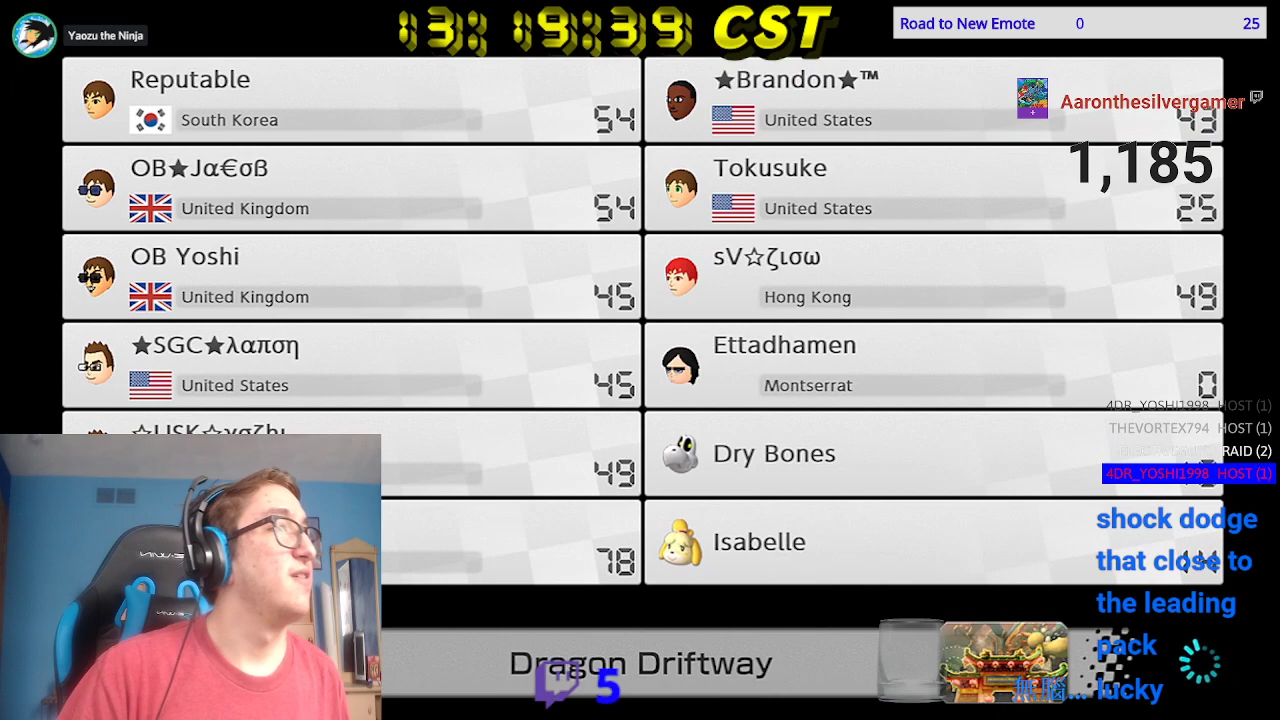 Yaozu the Ninja
13:19:39 CST
Road to New Emote 0 25
Reputable
South Korea
54
★Brandon★™
United States
43
Aaronthesilvergamer
1,185
OB★Jα€σß
United Kingdom
54
Tokusuke
United States
25
OB Yoshi
United Kingdom
45
sV☆ζισω
Hong Kong
49
★SGC★λαπση
United States
45
Ettadhamen
Montserrat
0
4DR_YOSHI1998 HOST (1)
THEVORTEX794 HOST (1)
RAID (2)
4DR_YOSHI1998 HOST (1)
49
Dry Bones
78
Isabelle
shock dodge
that close to
the leading
pack
lucky
Dragon Driftway
5
無腦...